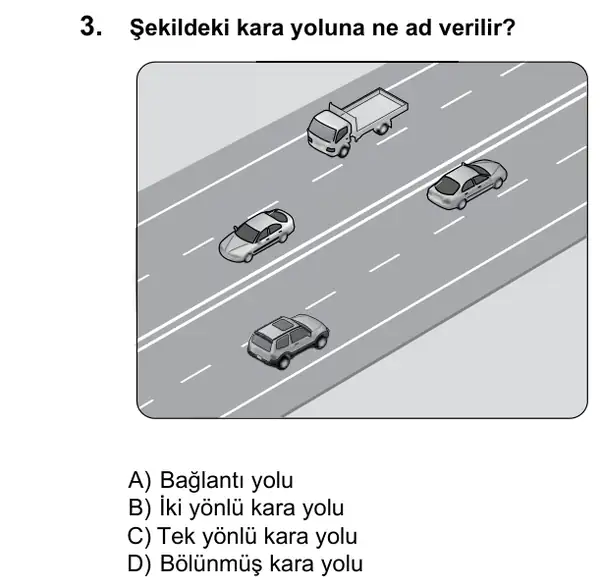 3. Şekildeki kara yoluna ne ad verilir?
A) Bağlantı yolu
B) İki yönlü kara yolu
C) Tek yönlü kara yolu
D) Bölünmüş kara yolu